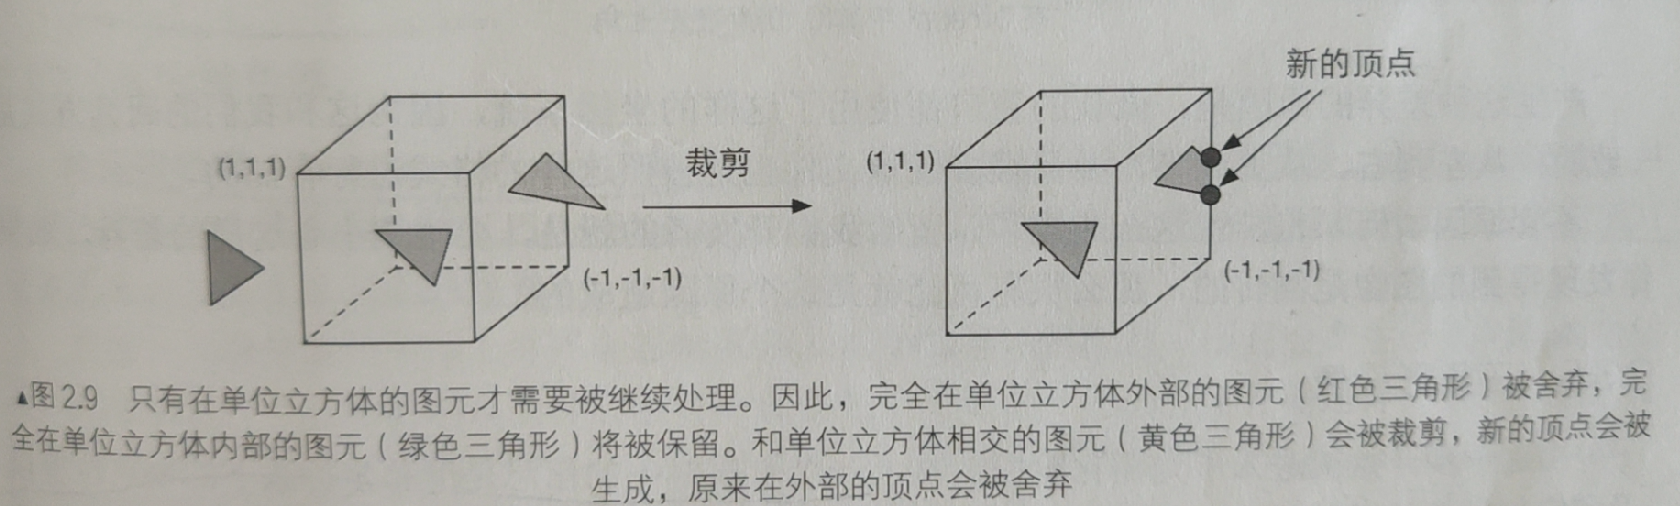 新的顶点
(1,1,1)
裁剪
(1,1,1)
(-1,-1,-1)
(-1,-1,-1)
▲图2.9 只有在单位立方体的图元才需要被继续处理。因此，完全在单位立方体外部的图元（红色三角形）被舍弃，完
全在单位立方体内部的图元（绿色三角形）将被保留。和单位立方体相交的图元（黄色三角形）会被裁剪，新的顶点会被
生成，原来在外部的顶点会被舍弃